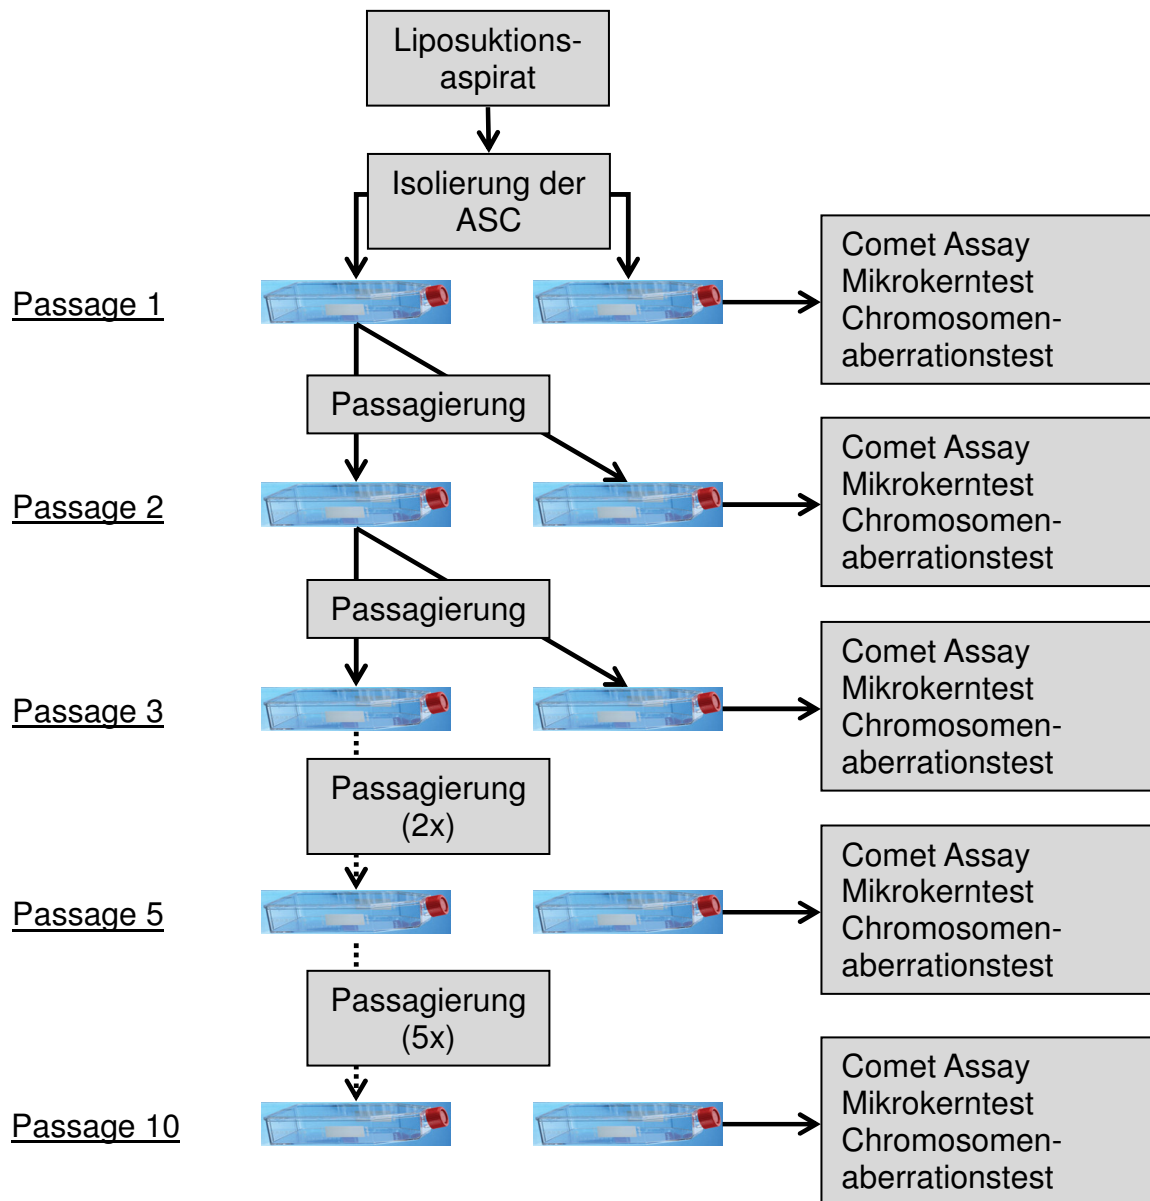 Liposuktions-
aspirat
Isolierung der
ASC
Passage 1
Comet Assay
Mikrokerntest
Chromosomen-
aberrationstest
Passagierung
Passage 2
Comet Assay
Mikrokerntest
Chromosomen-
aberrationstest
Passagierung
Passage 3
Comet Assay
Mikrokerntest
Chromosomen-
aberrationstest
Passagierung
(2x)
Passage 5
Comet Assay
Mikrokerntest
Chromosomen-
aberrationstest
Passagierung
(5x)
Passage 10
Comet Assay
Mikrokerntest
Chromosomen-
aberrationstest